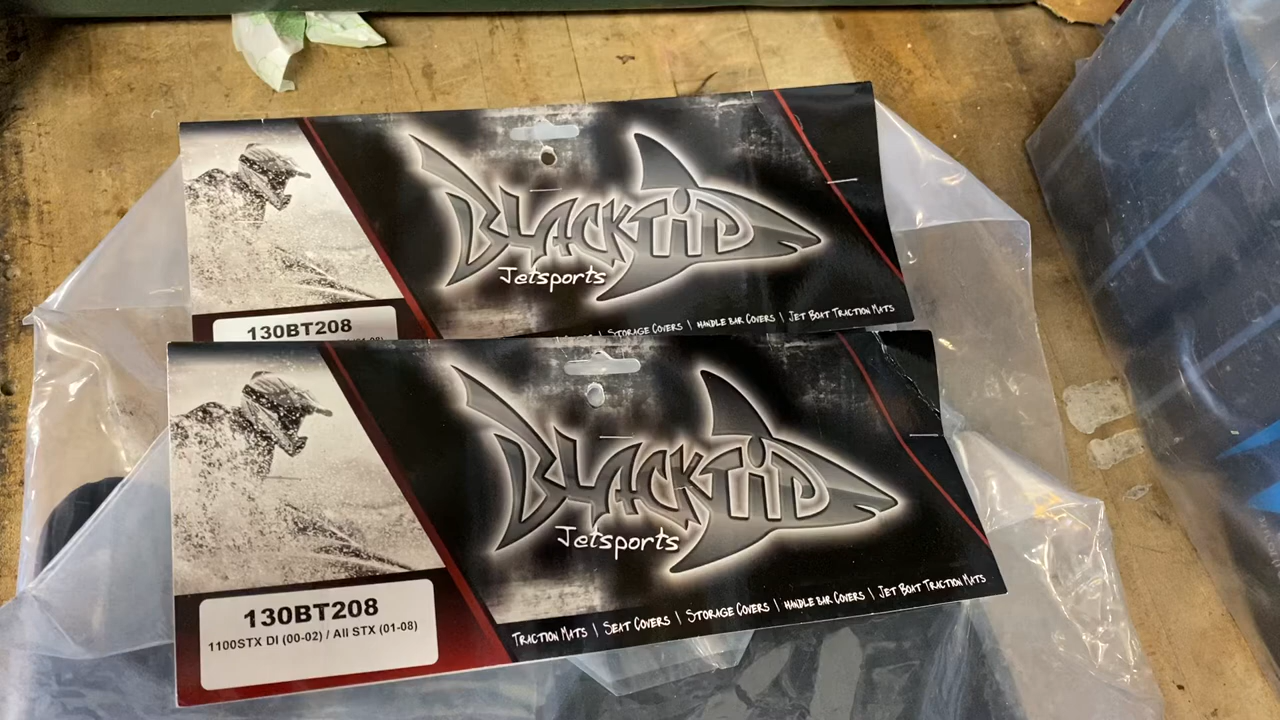 BLACKTIP
Jetsports
130BT208
STORAGE COVERS | HANDLE BAR COVERS | JET BOAT TRACTION MATS
BLACKTIP
Jetsports
130BT208
1100STX DI (00-02) / All STX (01-08)
TRACTION MATS | SEAT COVERS | STORAGE COVERS | HANDLE BAR COVERS | JET BOAT TRACTION MATS